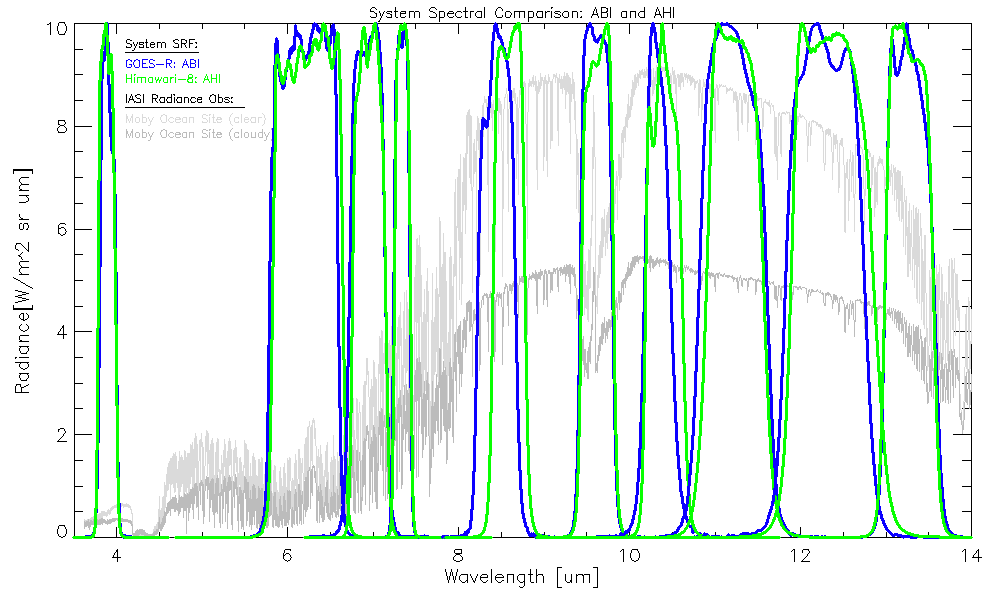 System Spectral Comparison: ABI and AHI
System SRF:
GOES-R: ABI
Himawari-8: AHI
IASI Radiance Obs:
Moby Ocean Site (clear)
Moby Ocean Site (cloudy
Radiance[W/m^2 sr um]
10
8
6
4
2
0
4 6 8 10 12 14
Wavelength [um]